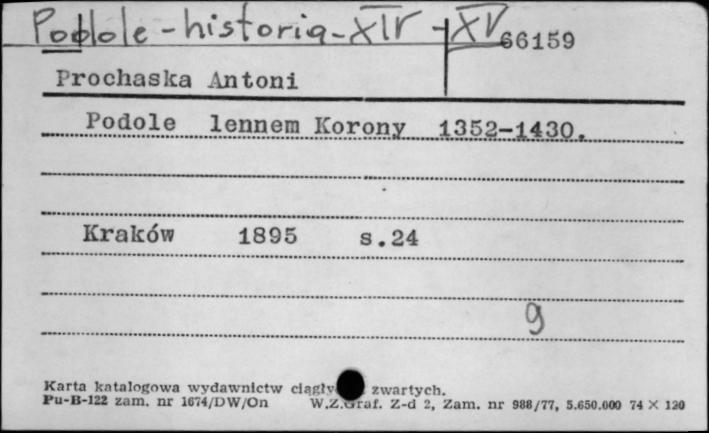 Podole - historia - XIV - XV
66159
Prochaska Antoni
Podole lennem Korony 1352-1430.
Kraków 1895 s.24
9
Karta katalogowa wydawnictw zwartych.
Pu-B-122 zam. nr 1674/DW/On W.Z.Graf. Z-d 2, Zam. nr 988/77, 5.650.000 74 × 120